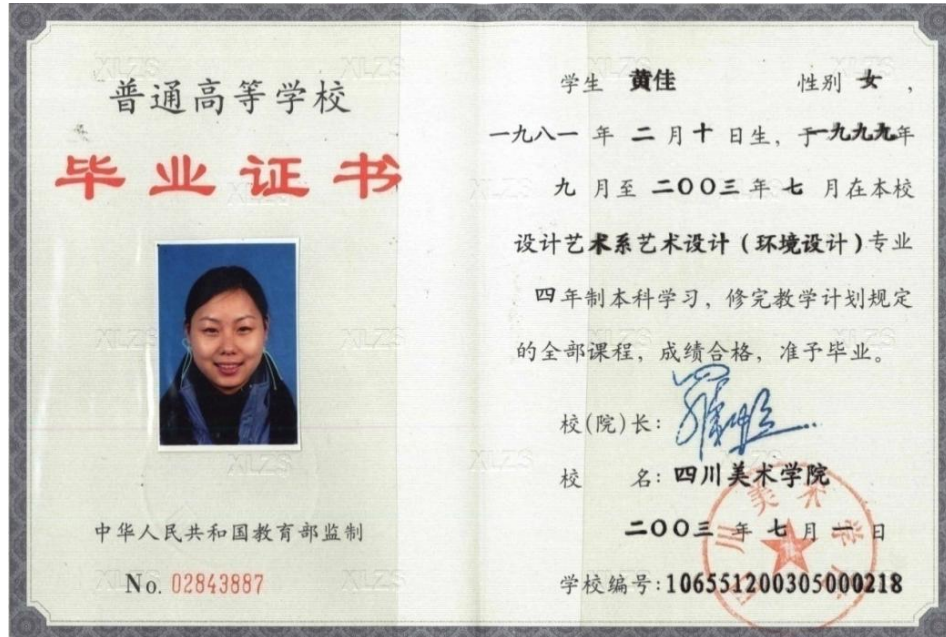 普通高等学校
毕业证书
中华人民共和国教育部监制
No. 02843887
学生 黄佳 性别 女，
一九八一 年 二 月 十 日生，于一九九九年
九 月至 二〇〇三 年 七 月在本校
设计艺术系艺术设计（环境设计）专业
四年制本科学习，修完教学计划规定
的全部课程，成绩合格，准予毕业。
校(院)长：
校 名：四川美术学院
二〇〇三 年 七 月 一 日
学校编号：106551200305000218
XLZS